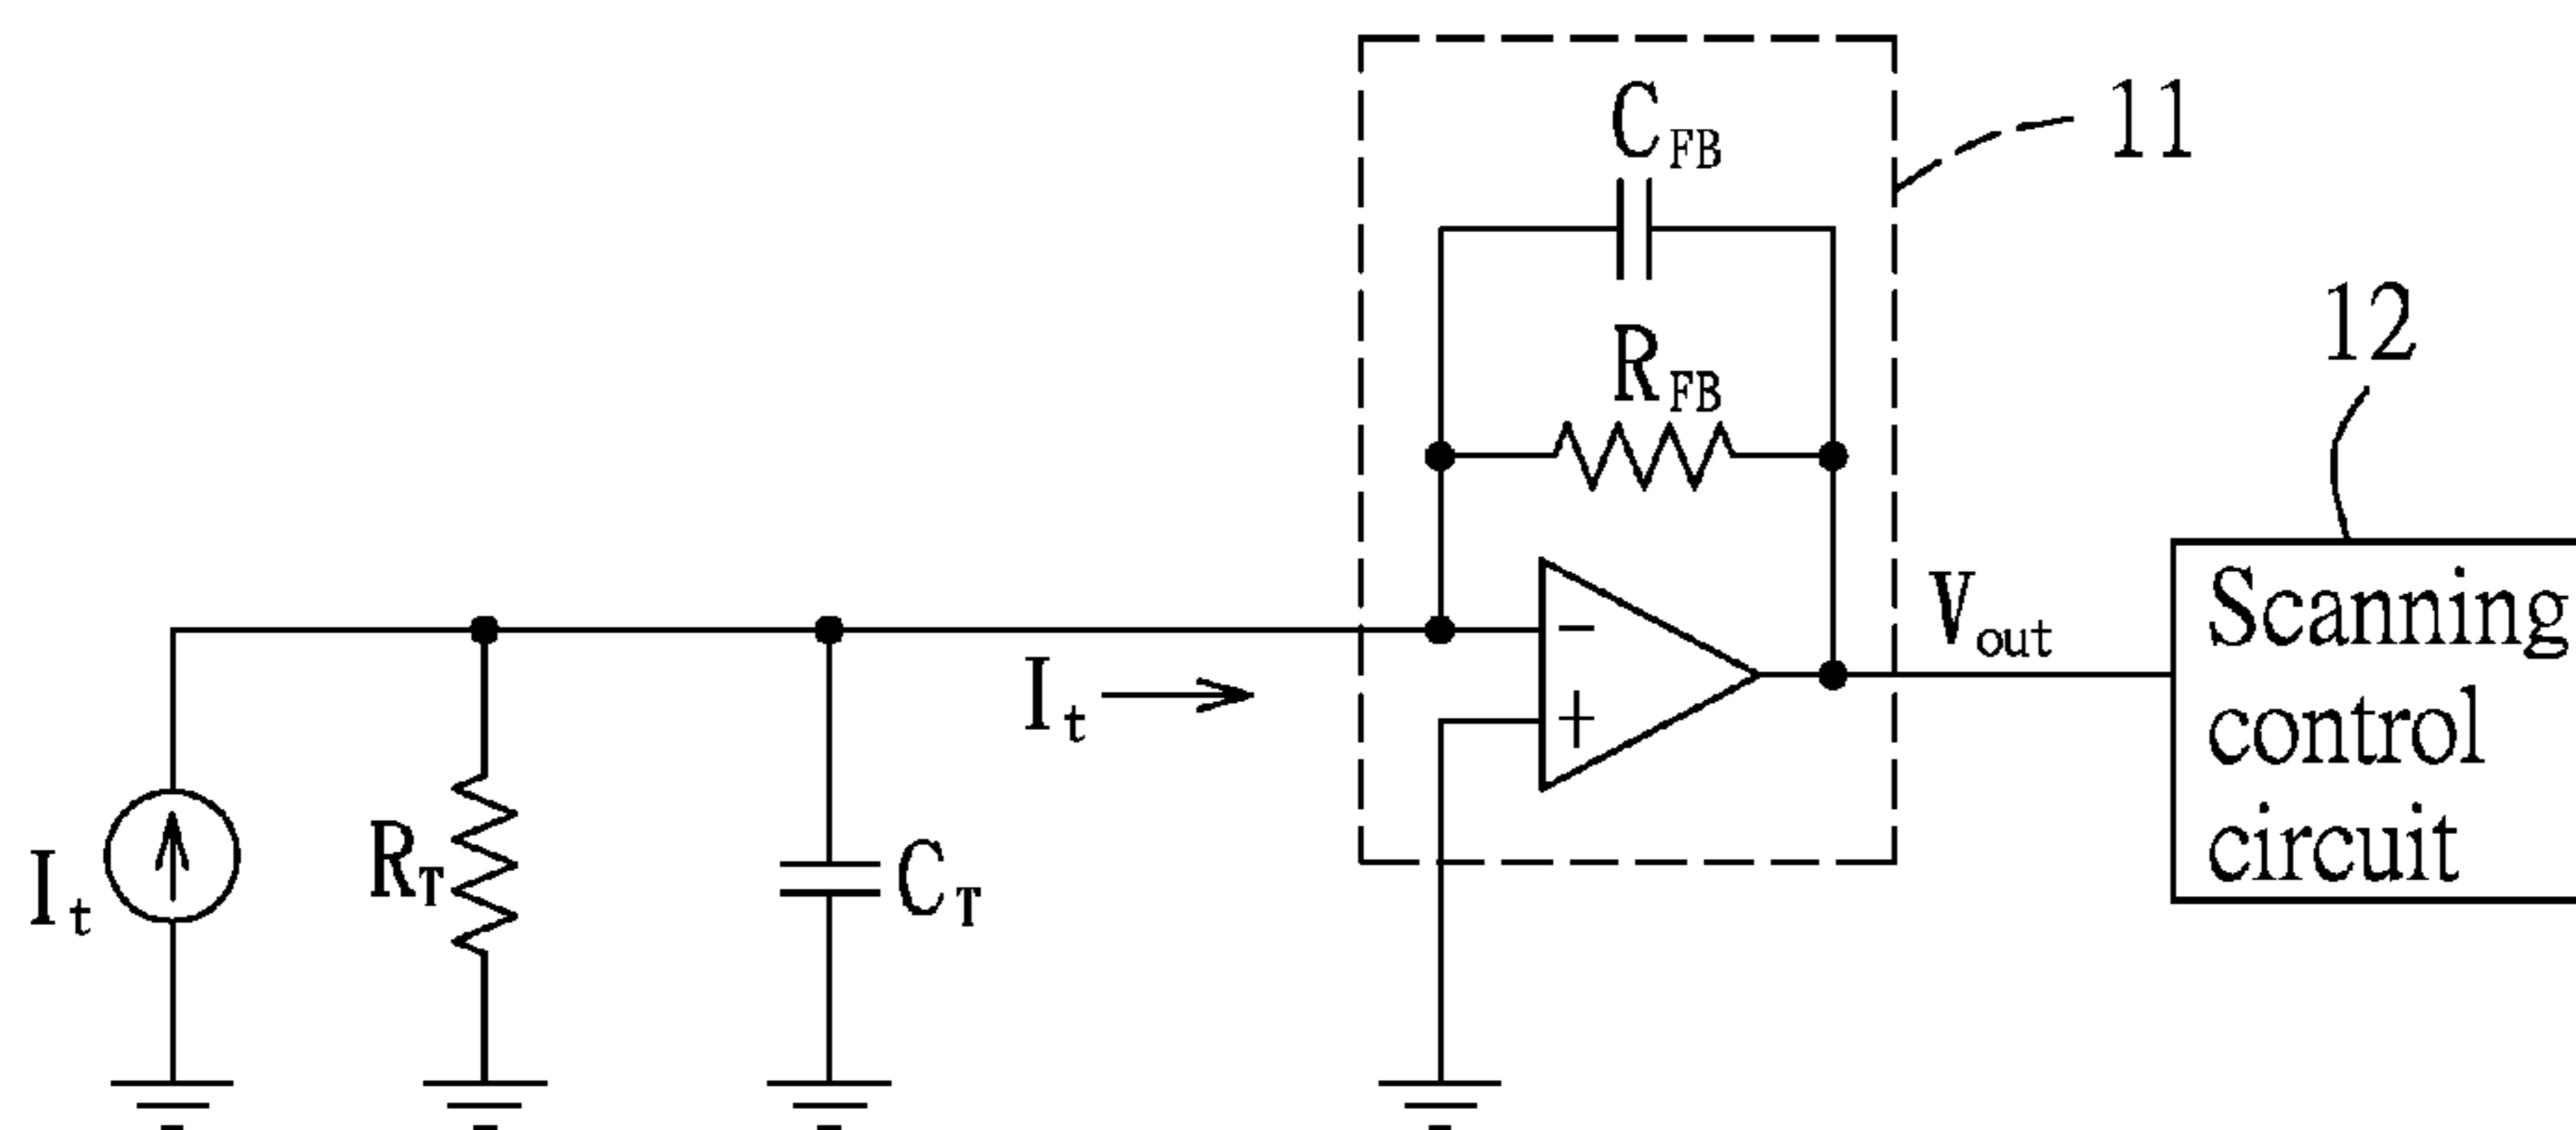 C_FB
11
R_FB
12
I_t
R_T
C_T
I_t
−
+
V_out
Scanning
control
circuit